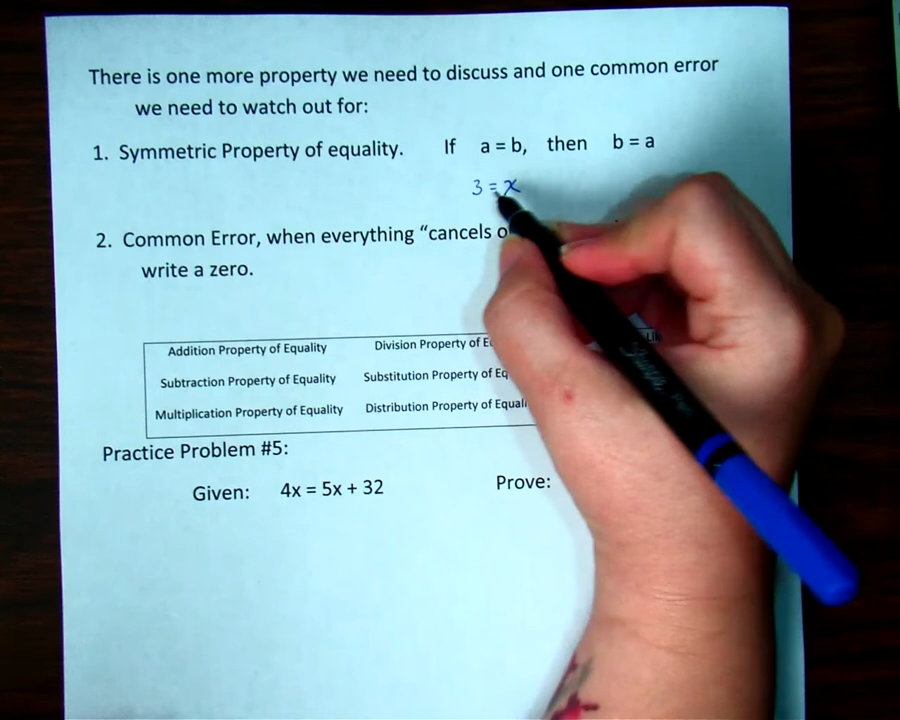 There is one more property we need to discuss and one common error
we need to watch out for:
1. Symmetric Property of equality. If a = b, then b = a
3 = x
2. Common Error, when everything “cancels
write a zero.
Addition Property of Equality Division Property of
Subtraction Property of Equality Substitution Property of
Multiplication Property of Equality Distribution Property of
Practice Problem #5:
Given: 4x = 5x + 32 Prove: